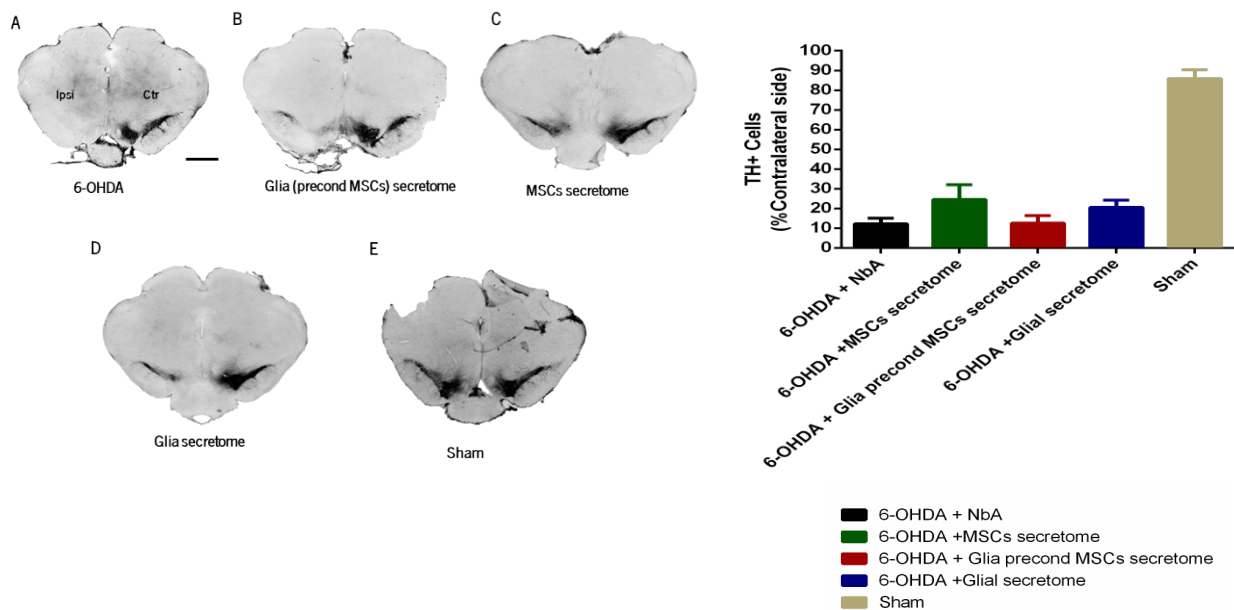 A
B
C
Ipsi
Ctr
6-OHDA
Glia (precond MSCs) secretome
MSCs secretome
D
E
Glia secretome
Sham
TH+ Cells
(%Contralateral side)
100
90
80
70
60
50
40
30
20
10
0
6-OHDA + NbA
6-OHDA +MSCs secretome
6-OHDA + Glia precond MSCs secretome
6-OHDA +Glial secretome
Sham
6-OHDA + NbA
6-OHDA +MSCs secretome
6-OHDA + Glia precond MSCs secretome
6-OHDA +Glial secretome
Sham